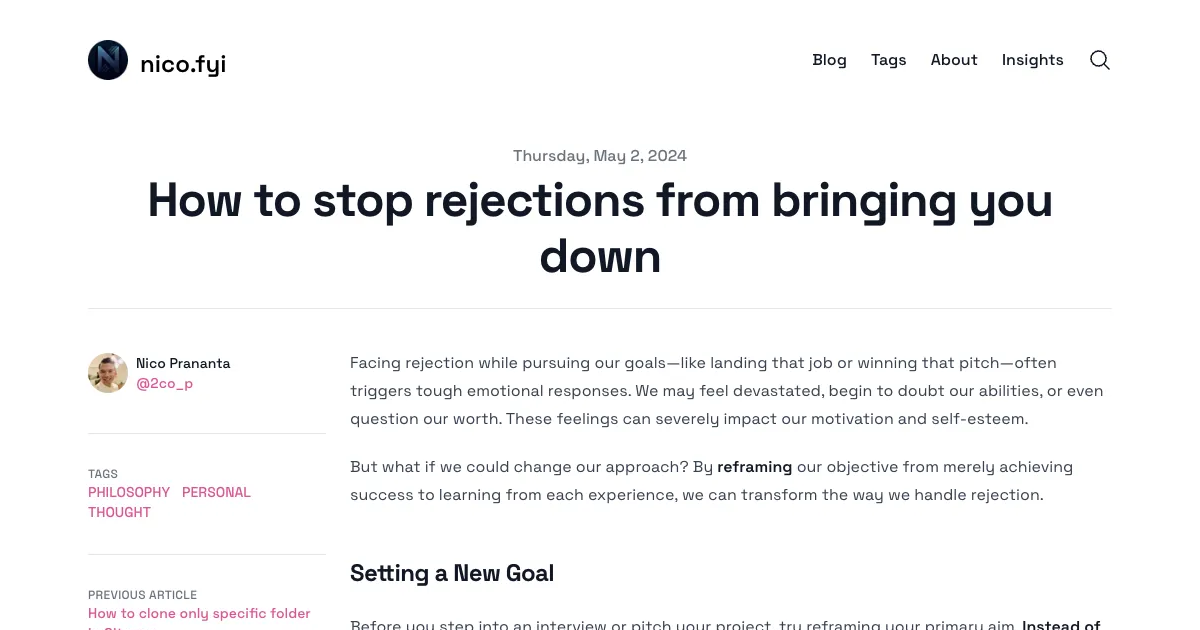 nico.fyi
Blog Tags About Insights
Thursday, May 2, 2024
How to stop rejections from bringing you
down
Nico Prananta
@2co_p
TAGS
PHILOSOPHY PERSONAL
THOUGHT
PREVIOUS ARTICLE
How to clone only specific folder
Facing rejection while pursuing our goals—like landing that job or winning that pitch—often
triggers tough emotional responses. We may feel devastated, begin to doubt our abilities, or even
question our worth. These feelings can severely impact our motivation and self-esteem.
But what if we could change our approach? By reframing our objective from merely achieving
success to learning from each experience, we can transform the way we handle rejection.
Setting a New Goal
Before you step into an interview or pitch your project, try reframing your primary aim. Instead of